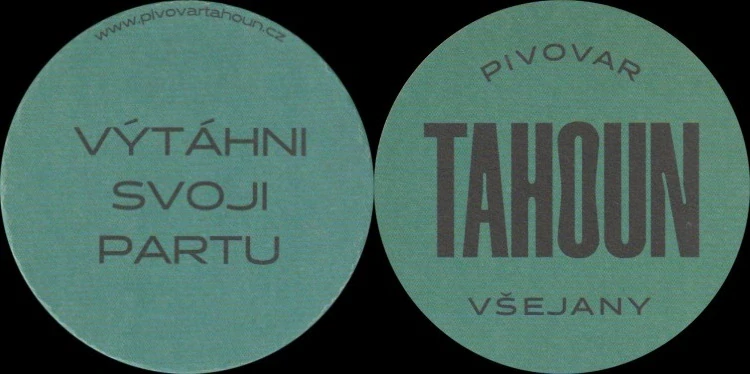 www.pivovartahoun.cz
VÝTÁHNI
SVOJI
PARTU
PIVOVAR
TAHOUN
VŠEJANY